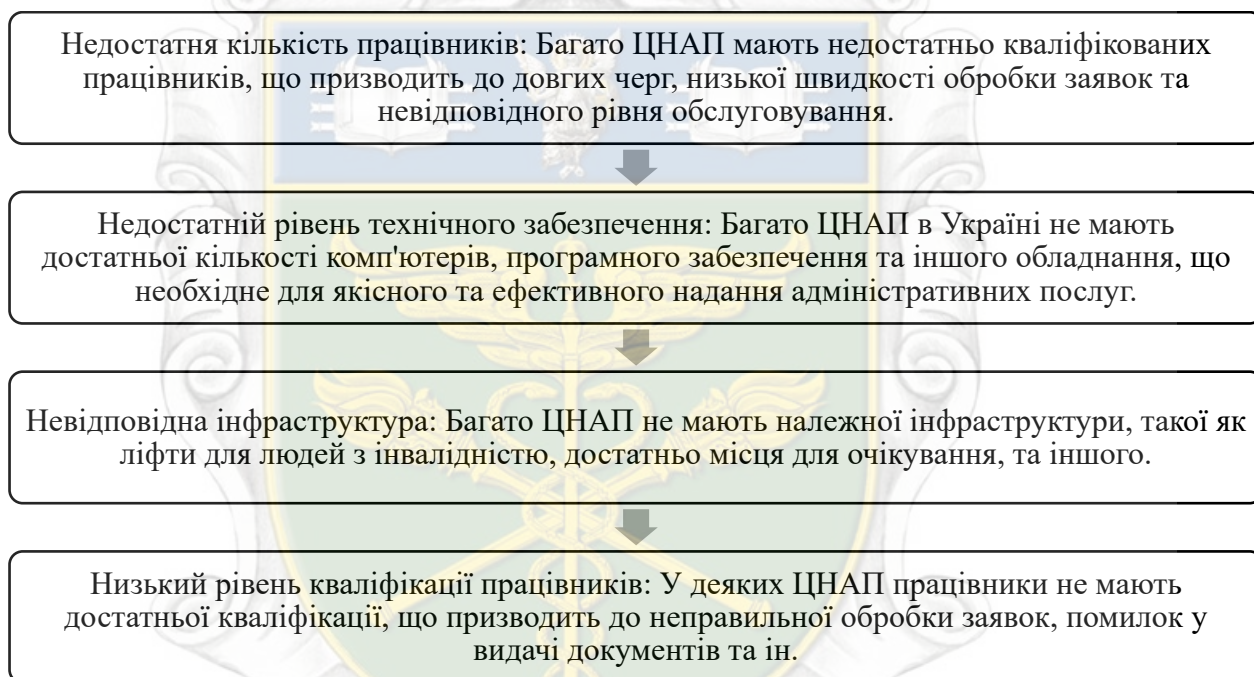 Недостатня кількість працівників: Багато ЦНАП мають недостатньо кваліфікованих
працівників, що призводить до довгих черг, низької швидкості обробки заявок та
невідповідного рівня обслуговування.
Недостатній рівень технічного забезпечення: Багато ЦНАП в Україні не мають
достатньої кількості комп'ютерів, програмного забезпечення та іншого обладнання, що
необхідне для якісного та ефективного надання адміністративних послуг.
Невідповідна інфраструктура: Багато ЦНАП не мають належної інфраструктури, такої як
ліфти для людей з інвалідністю, достатньо місця для очікування, та іншого.
Низький рівень кваліфікації працівників: У деяких ЦНАП працівники не мають
достатньої кваліфікації, що призводить до неправильної обробки заявок, помилок у
видачі документів та ін.